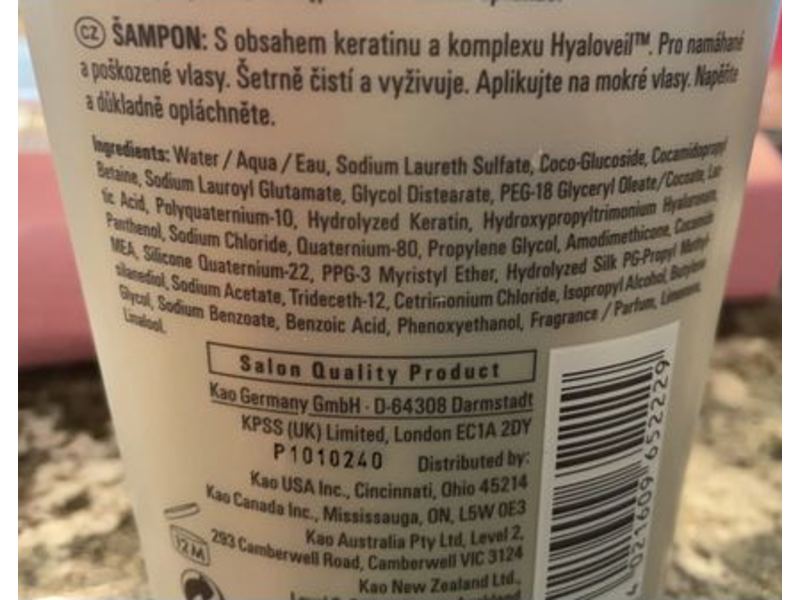 CZ ŠAMPON: S obsahem keratinu a komplexu Hyaloveil™. Pro namáhané
a poškozené vlasy. Šetrně čistí a vyživuje. Aplikujte na mokré vlasy. Napěňte
a důkladně opláchněte.
Ingredients: Water / Aqua / Eau, Sodium Laureth Sulfate, Coco-Glucoside, Cocamidopropyl
Betaine, Sodium Lauroyl Glutamate, Glycol Distearate, PEG-18 Glyceryl Oleate/Cocoate, Lac-
tic Acid, Polyquaternium-10, Hydrolyzed Keratin, Hydroxypropyltrimonium Hyaluronate,
Panthenol, Sodium Chloride, Quaternium-80, Propylene Glycol, Amodimethicone, Cocamide
MEA, Silicone Quaternium-22, PPG-3 Myristyl Ether, Hydrolyzed Silk PG-Propyl Methyl-
silanediol, Sodium Acetate, Trideceth-12, Cetrimonium Chloride, Isopropyl Alcohol, Butylene
Glycol, Sodium Benzoate, Benzoic Acid, Phenoxyethanol, Fragrance / Parfum, Limonene,
Linalool.
Salon Quality Product
Kao Germany GmbH · D-64308 Darmstadt
KPSS (UK) Limited, London EC1A 2DY
P1010240 Distributed by:
Kao USA Inc., Cincinnati, Ohio 45214
Kao Canada Inc., Mississauga, ON, L5W 0E3
Kao Australia Pty Ltd, Level 2,
293 Camberwell Road, Camberwell VIC 3124
Kao New Zealand Ltd.,
12M
4 021609 652229